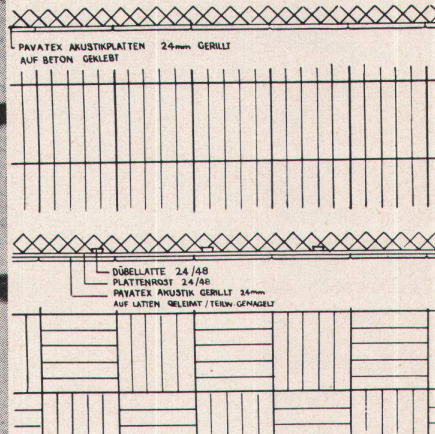 PAVATEX AKUSTIKPLATTEN 24mm GERILLT
AUF BETON GEKLEBT
DÜBELLATTE 24/48
PLATTENROST 24/48
PAVATEX AKUSTIK GERILLT 24mm
AUF LATTEN GELEIMT/TEILW. GENAGELT